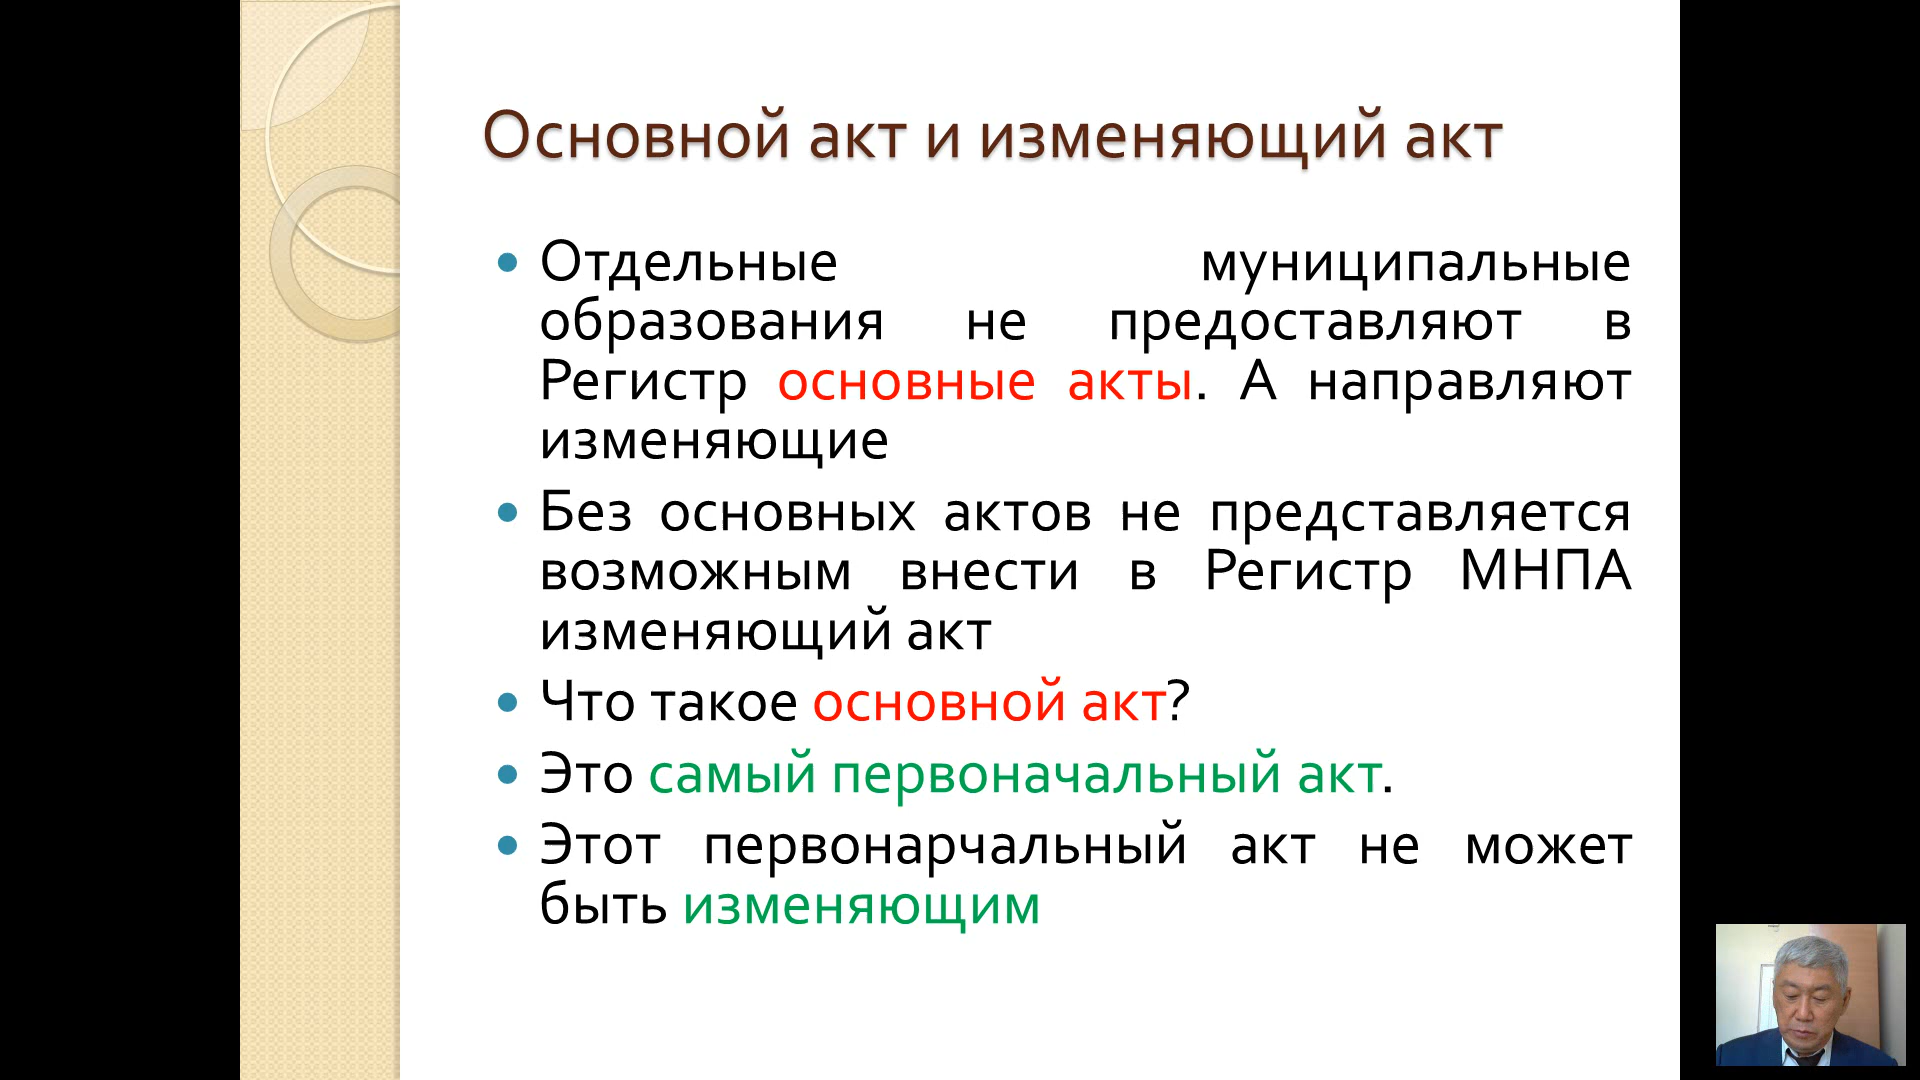 Основной акт и изменяющий акт
• Отдельные муниципальные
образования не предоставляют в
Регистр основные акты. А направляют
изменяющие
• Без основных актов не представляется
возможным внести в Регистр МНПА
изменяющий акт
• Что такое основной акт?
• Это самый первоначальный акт.
• Этот первонарчальный акт не может
быть изменяющим